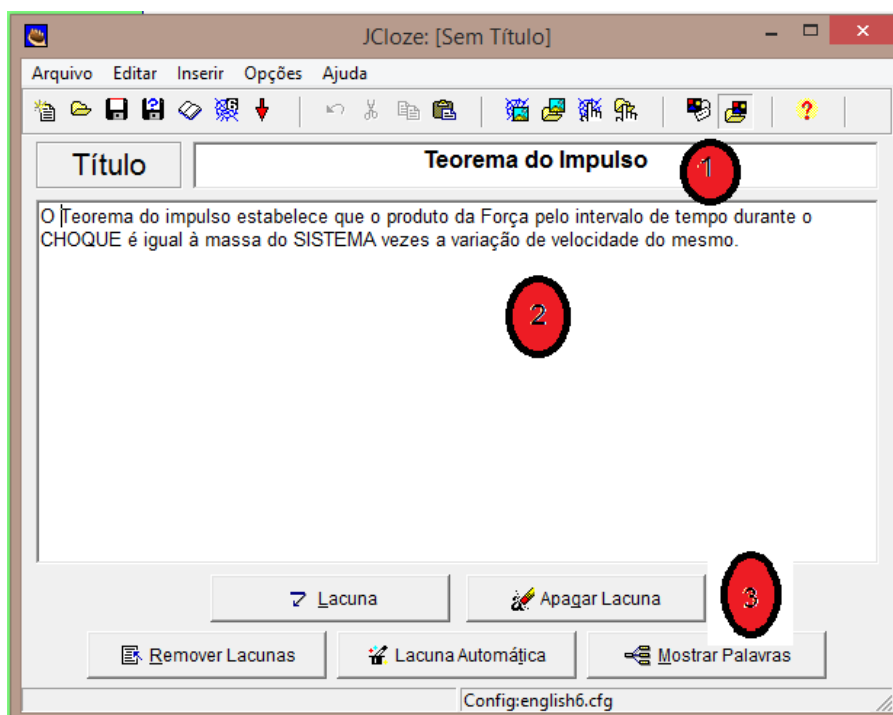 JCloze: [Sem Título]
Arquivo Editar Inserir Opções Ajuda
Título
Teorema do Impulso
1
O Teorema do impulso estabelece que o produto da Força pelo intervalo de tempo durante o
CHOQUE é igual à massa do SISTEMA vezes a variação de velocidade do mesmo.
2
Lacuna
Apagar Lacuna
3
Remover Lacunas
Lacuna Automática
Mostrar Palavras
Config:english6.cfg